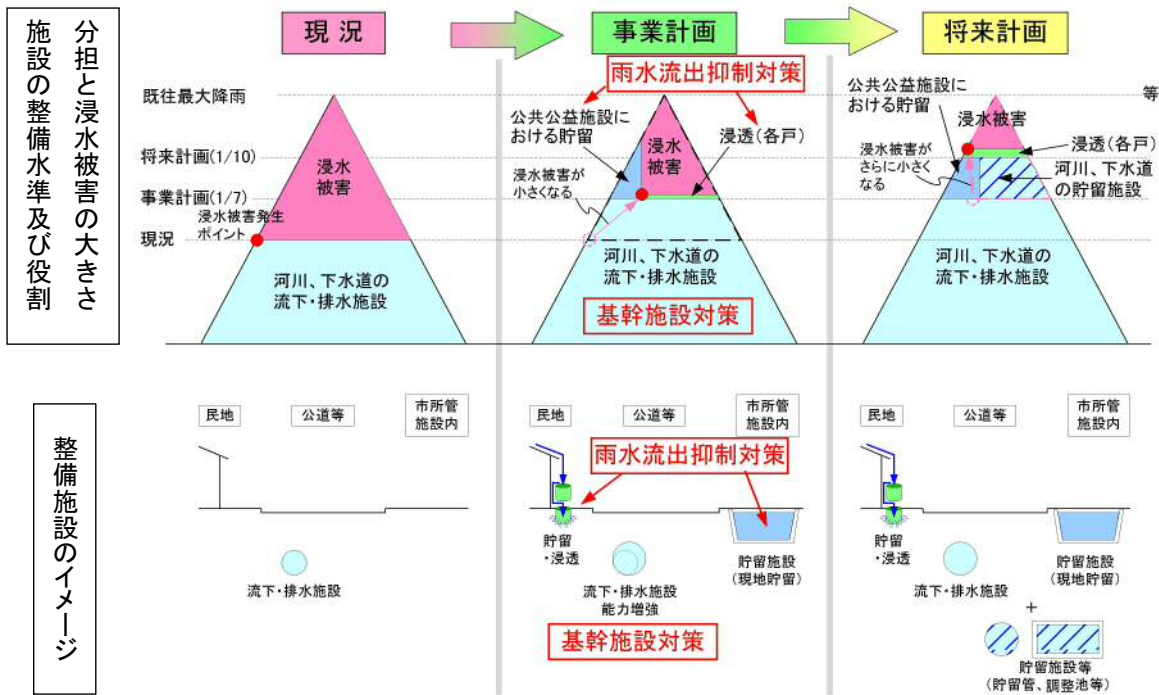 分担と浸水被害の大きさ
施設の整備水準及び役割
現況
事業計画
将来計画
既往最大降雨
将来計画(1/10)
事業計画(1/7)
浸水被害発生
ポイント
現況
浸水
被害
河川、下水道の
流下・排水施設
雨水流出抑制対策
公共公益施設に
おける貯留
浸水
被害
浸透(各戸)
浸水被害が
小さくなる
河川、下水道の
流下・排水施設
基幹施設対策
公共公益施設に
おける貯留
等
浸水被害
浸透(各戸)
浸水被害が
さらに小さく
なる
河川、下水道
の貯留施設
河川、下水道の
流下・排水施設
整備施設のイメージ
民地
公道等
市所管
施設内
流下・排水施設
民地
公道等
市所管
施設内
雨水流出抑制対策
貯留
・浸透
流下・排水施設
能力増強
貯留施設
(現地貯留)
基幹施設対策
民地
公道等
市所管
施設内
貯留
・浸透
流下・排水施設
貯留施設
(現地貯留)
+
貯留施設等
(貯留管、調整池等)